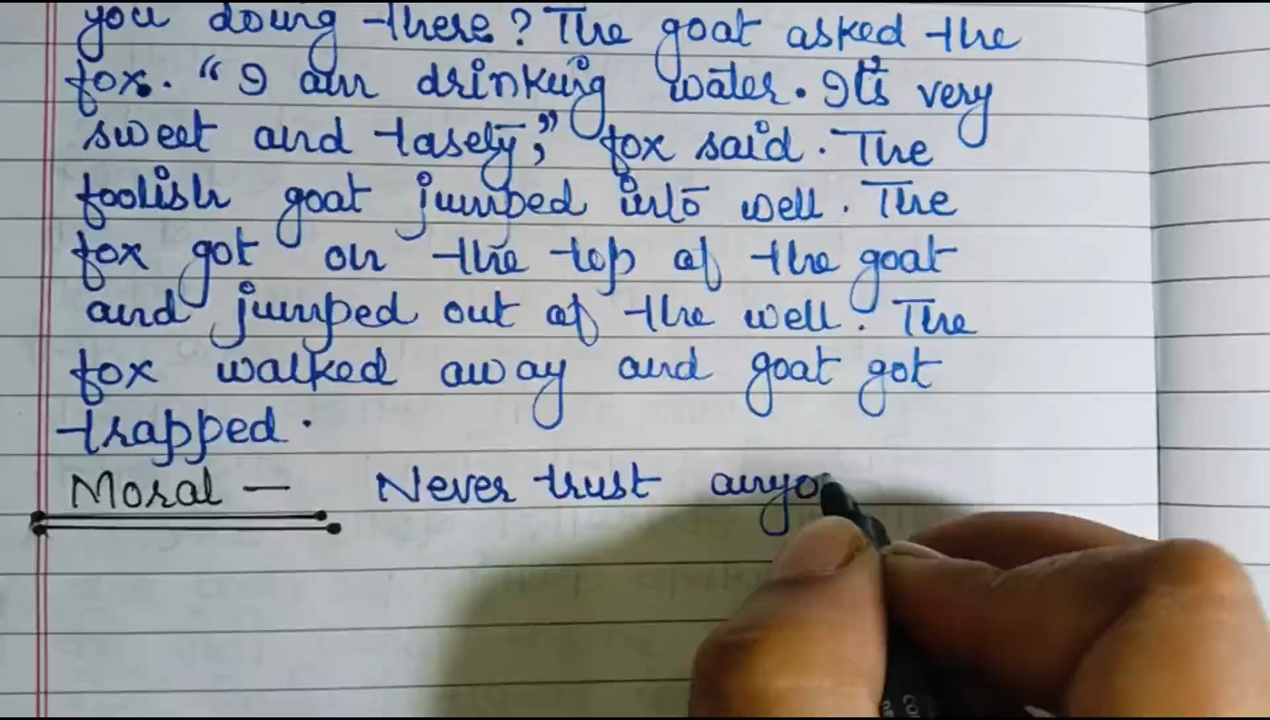 you doing there? The goat asked the
fox. "I am drinking water. It's very
sweet and tasety," fox said. The
foolish goat jumped into well. The
fox got on the top of the goat
and jumped out of the well. The
fox walked away and goat got
trapped.
Moral — Never trust anyo